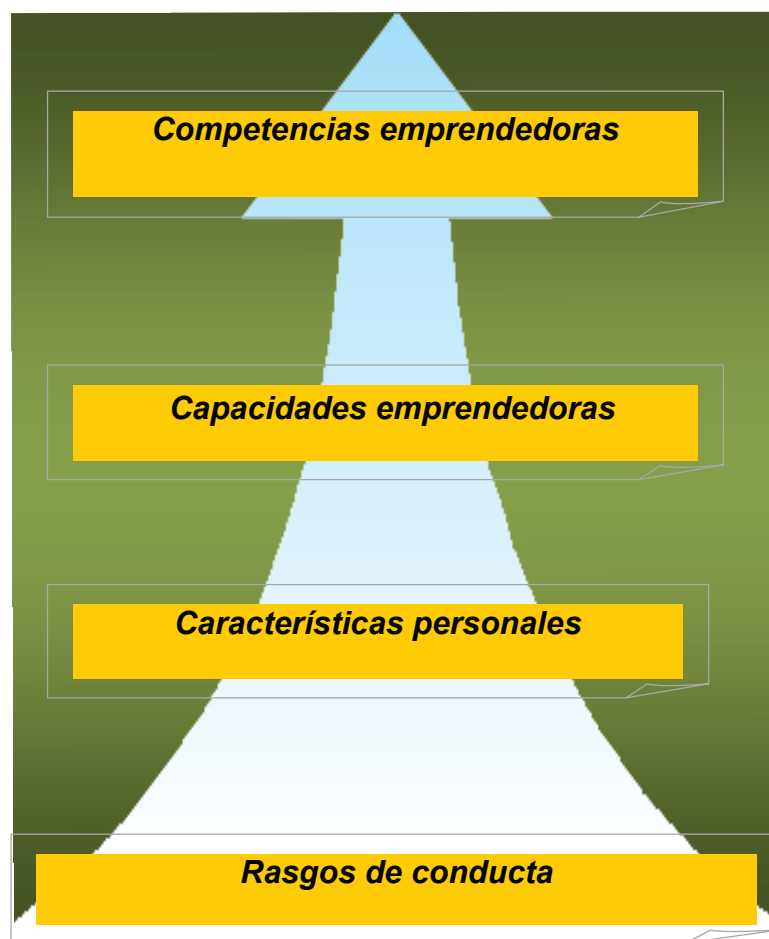 Competencias emprendedoras
Capacidades emprendedoras
Características personales
Rasgos de conducta